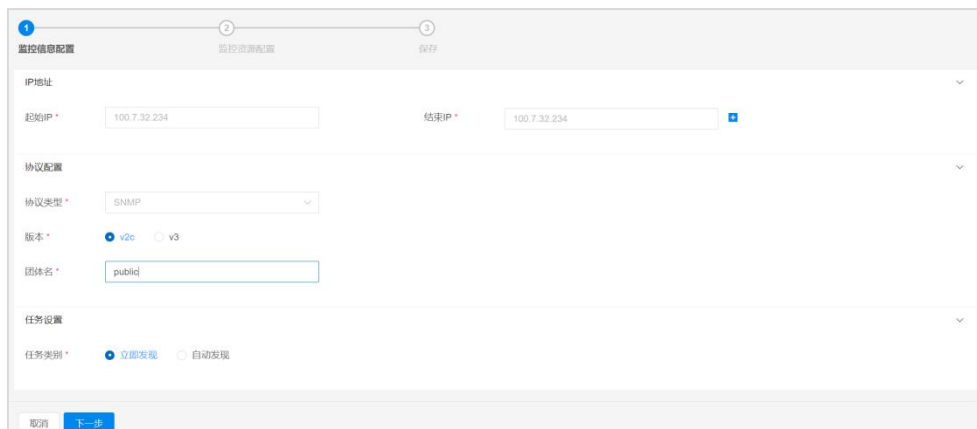 1 2 3
监控信息配置 监控资源配置 保存
IP地址
起始IP * 100.7.32.234 结束IP * 100.7.32.234
协议配置
协议类型 * SNMP
版本 * v2c v3
团体名 * public
任务设置
任务类别 * 立即发现 自动发现
取消 下一步